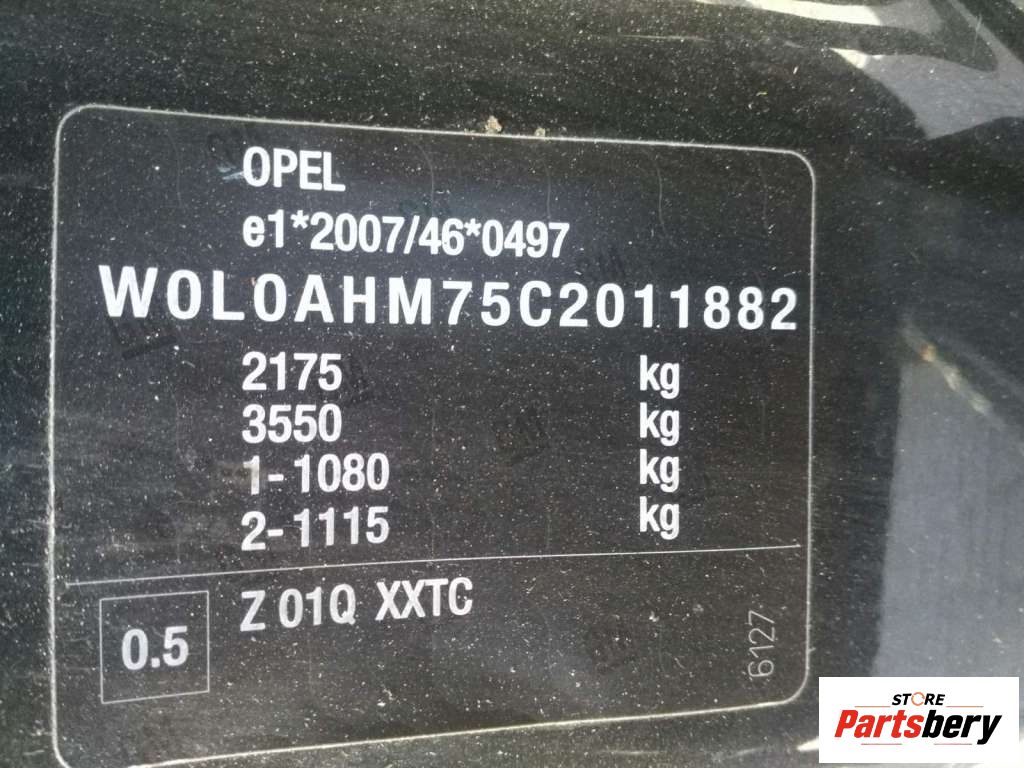 OPEL
e1*2007/46*0497
W0L0AHM75C2011882
2175 kg
3550 kg
1-1080 kg
2-1115 kg
0.5 Z 01Q XXTC
6127
STORE
Partsbery